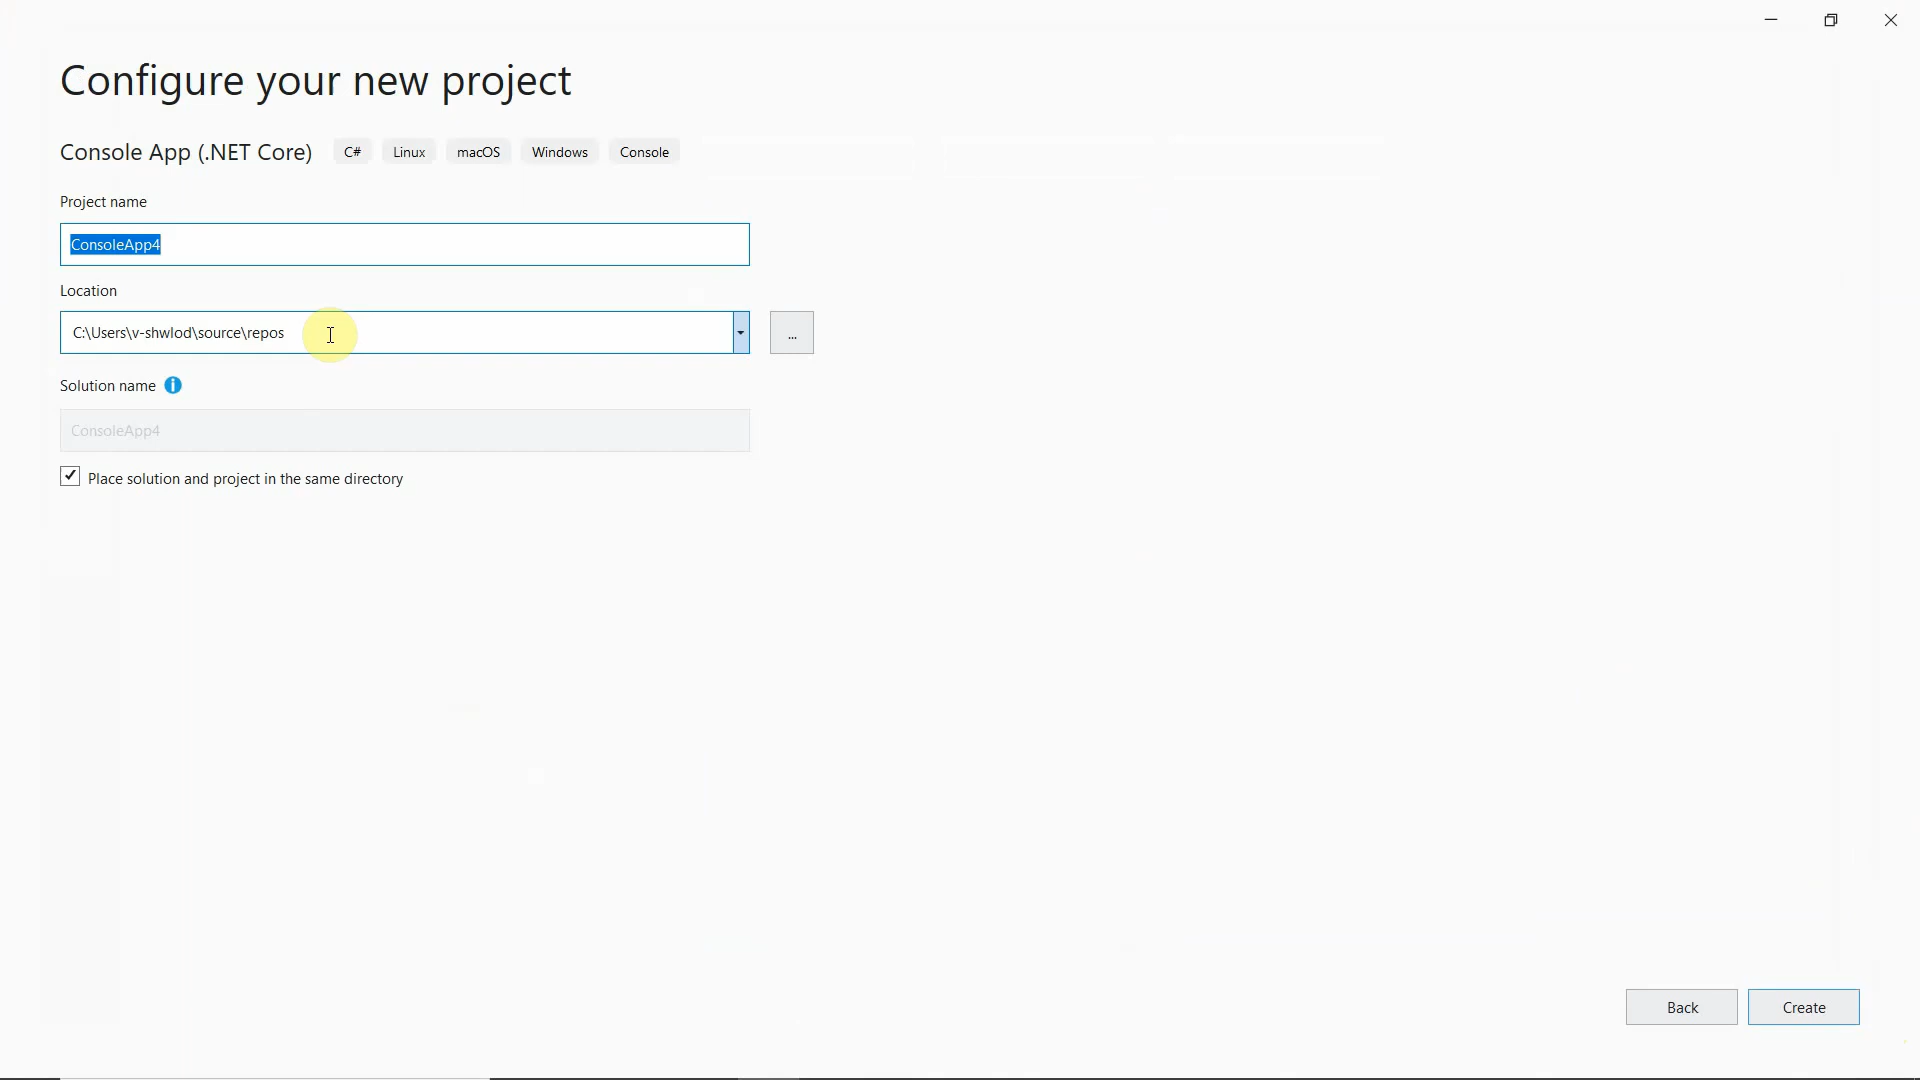 Configure your new project
Console App (.NET Core) C# Linux macOS Windows Console
Project name
ConsoleApp4
Location
C:\Users\v-shwlod\source\repos ...
Solution name i
ConsoleApp4
Place solution and project in the same directory
Back Create